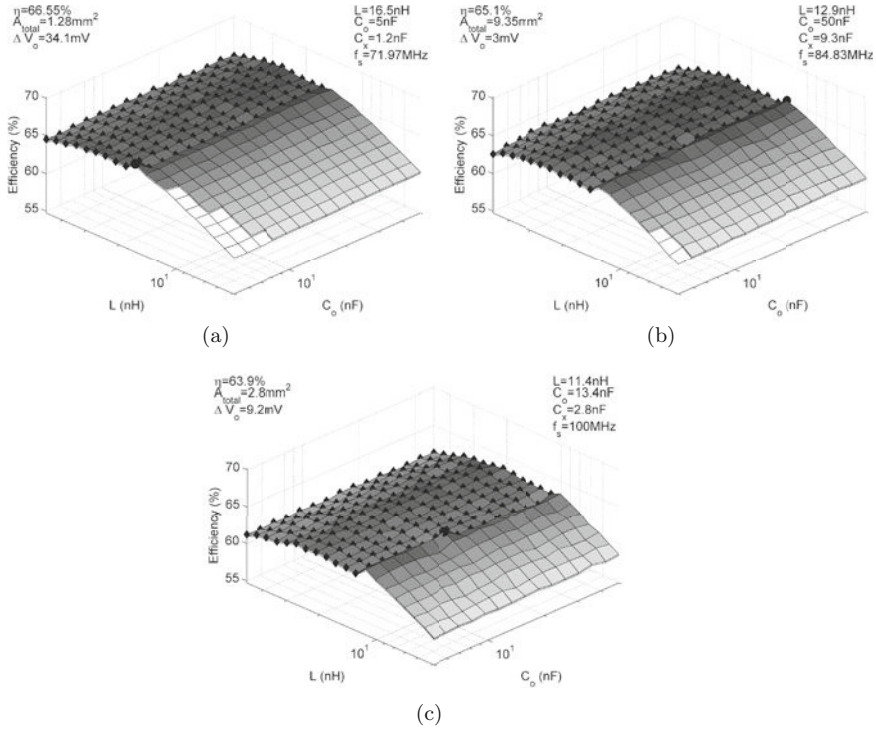 η=66.55%
A_total=1.28mm²
Δ V_o=34.1mV
L=16.5nH
C_o=5nF
C_x=1.2nF
f_s=71.97MHz
70
65
60
55
Efficiency (%)
10¹
10¹
L (nH)
C_o (nF)
(a)
η=65.1%
A_total=9.35mm²
Δ V_o=3mV
L=12.9nH
C_o=50nF
C_x=9.3nF
f_s=84.83MHz
70
65
60
55
Efficiency (%)
10¹
10¹
L (nH)
C_o (nF)
(b)
η=63.9%
A_total=2.8mm²
Δ V_o=9.2mV
L=11.4nH
C_o=13.4nF
C_x=2.8nF
f_s=100MHz
70
65
60
55
Efficiency (%)
10¹
10¹
L (nH)
C_o (nF)
(c)